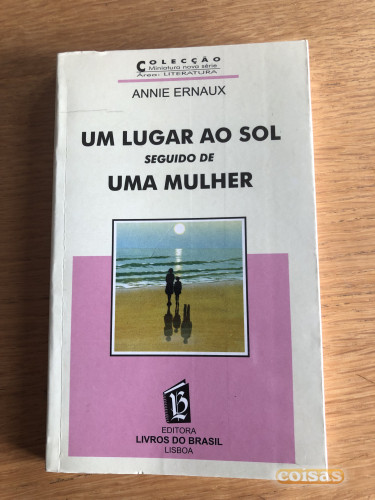 COLECÇÃO
Miniatura nova série
Área: LITERATURA
ANNIE ERNAUX
UM LUGAR AO SOL
SEGUIDO DE
UMA MULHER
LB
EDITORA
LIVROS DO BRASIL
LISBOA
coisas